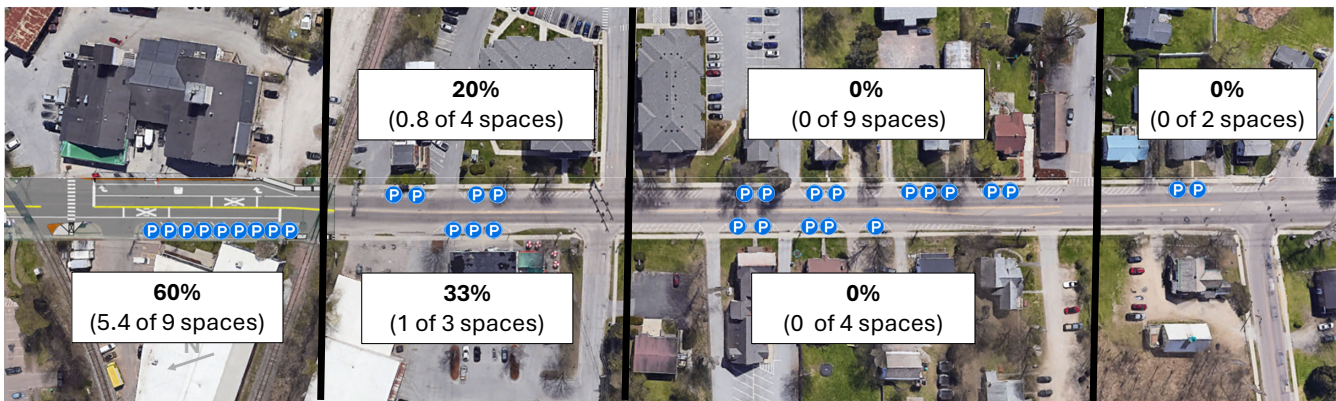 20%
(0.8 of 4 spaces)
0%
(0 of 9 spaces)
0%
(0 of 2 spaces)
P P P P
P P P P P P P P P
P P
P P P P P P P P P
P P P
P P P P P
60%
(5.4 of 9 spaces)
33%
(1 of 3 spaces)
0%
(0 of 4 spaces)
N